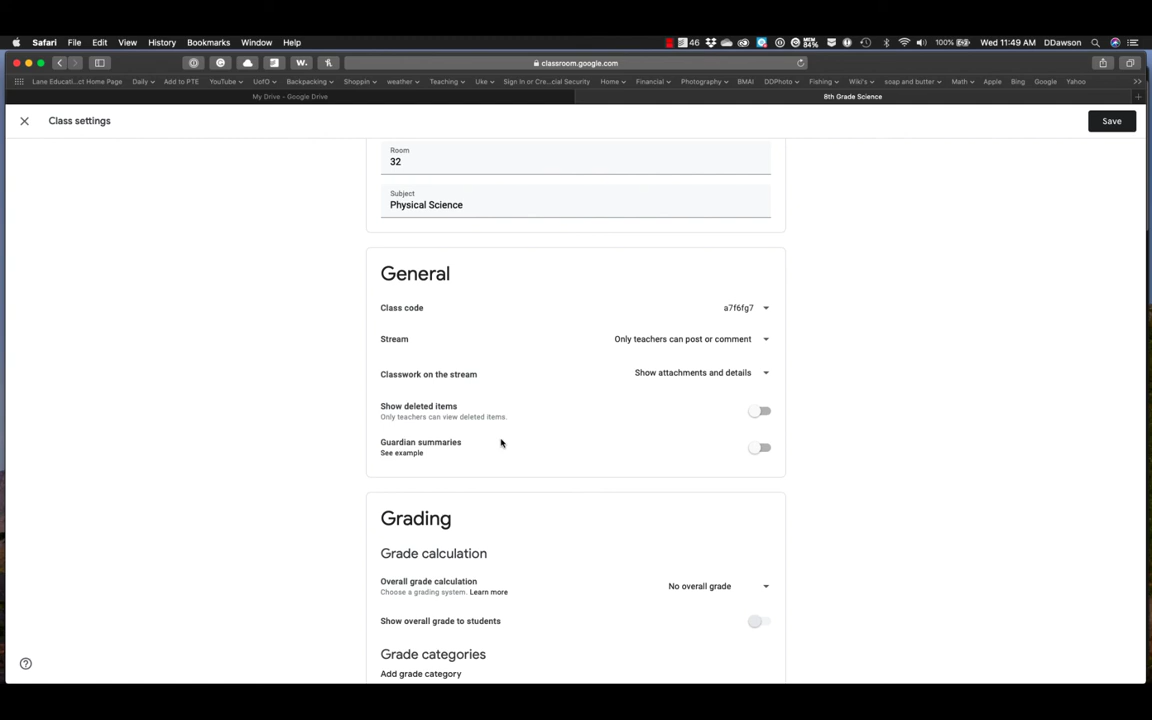 Safari File Edit View History Bookmarks Window Help 46 MEM 84% 100% Wed 11:49 AM DDawson
W. classroom.google.com
Lane Educati...ct Home Page Daily Add to PTE YouTube UofO Backpacking Shoppin weather Teaching Uke Sign In or Cre...cial Security Home Financial Photography BMAI DDPhoto Fishing Wiki's soap and butter Math Apple Bing Google Yahoo
My Drive - Google Drive 8th Grade Science
Class settings Save
Room
32
Subject
Physical Science
General
Class code a7f6fg7
Stream Only teachers can post or comment
Classwork on the stream Show attachments and details
Show deleted items
Only teachers can view deleted items.
Guardian summaries
See example
Grading
Grade calculation
Overall grade calculation No overall grade
Choose a grading system. Learn more
Show overall grade to students
Grade categories
Add grade category